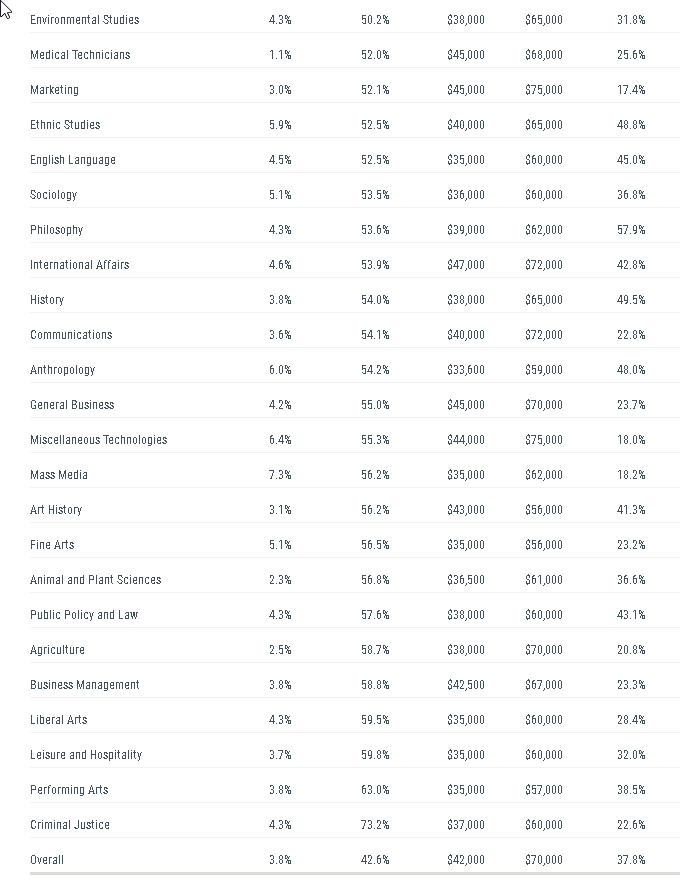 Environmental Studies 4.3% 50.2% $38,000 $65,000 31.8%
Medical Technicians 1.1% 52.0% $45,000 $68,000 25.6%
Marketing 3.0% 52.1% $45,000 $75,000 17.4%
Ethnic Studies 5.9% 52.5% $40,000 $65,000 48.8%
English Language 4.5% 52.5% $35,000 $60,000 45.0%
Sociology 5.1% 53.5% $36,000 $60,000 36.8%
Philosophy 4.3% 53.6% $39,000 $62,000 57.9%
International Affairs 4.6% 53.9% $47,000 $72,000 42.8%
History 3.8% 54.0% $38,000 $65,000 49.5%
Communications 3.6% 54.1% $40,000 $72,000 22.8%
Anthropology 6.0% 54.2% $33,600 $59,000 48.0%
General Business 4.2% 55.0% $45,000 $70,000 23.7%
Miscellaneous Technologies 6.4% 55.3% $44,000 $75,000 18.0%
Mass Media 7.3% 56.2% $35,000 $62,000 18.2%
Art History 3.1% 56.2% $43,000 $56,000 41.3%
Fine Arts 5.1% 56.5% $35,000 $56,000 23.2%
Animal and Plant Sciences 2.3% 56.8% $36,500 $61,000 36.6%
Public Policy and Law 4.3% 57.6% $38,000 $60,000 43.1%
Agriculture 2.5% 58.7% $38,000 $70,000 20.8%
Business Management 3.8% 58.8% $42,500 $67,000 23.3%
Liberal Arts 4.3% 59.5% $35,000 $60,000 28.4%
Leisure and Hospitality 3.7% 59.8% $35,000 $60,000 32.0%
Performing Arts 3.8% 63.0% $35,000 $57,000 38.5%
Criminal Justice 4.3% 73.2% $37,000 $60,000 22.6%
Overall 3.8% 42.6% $42,000 $70,000 37.8%